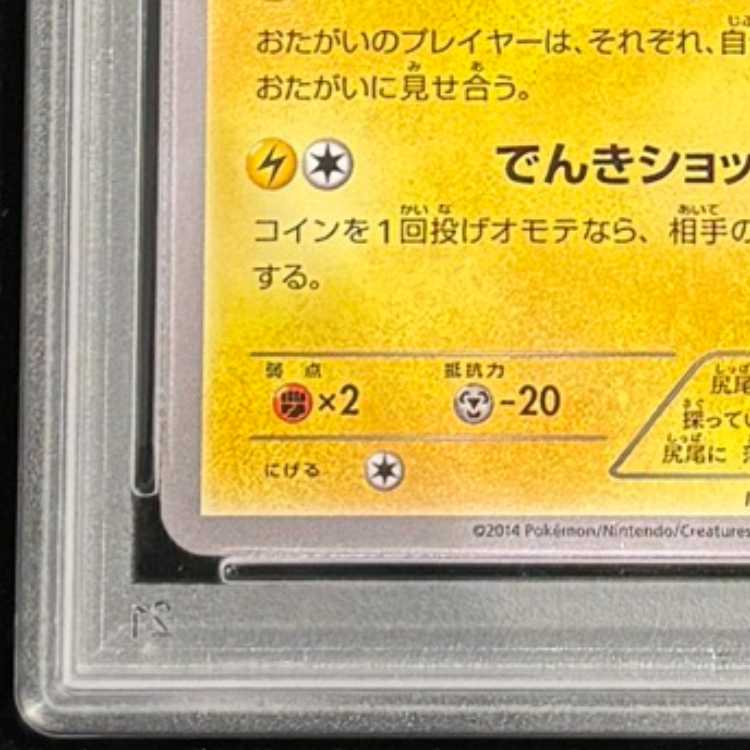 おたがいのプレイヤーは、それぞれ、自
おたがいに見せ合う。
でんきショッ
コインを1回投げオモテなら、相手の
する。
弱点
抵抗力
×2
-20
尻尾
探ってい
尻尾に
にげる
©2014 Pokémon/Nintendo/Creatures
21